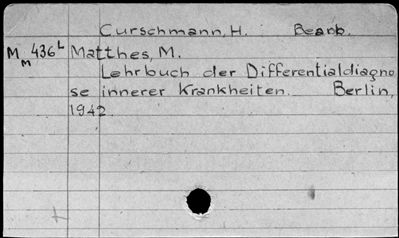 Curschmann, H. Bearb.
Mm 436L Matthes, M.
Lehrbuch der Differentialdiagno
se innerer Krankheiten. Berlin,
1942.